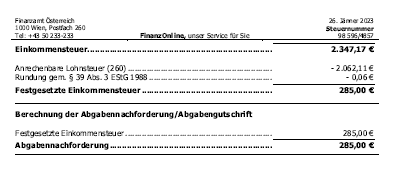 Finanzamt Österreich
26. Jänner 2023
1000 Wien, Postfach 260
Steuernummer
Tel: +43 50 233-233
FinanzOnline, unser Service für Sie
98 595/4837
Einkommensteuer 2.347,17 €
Anrechenbare Lohnsteuer (260) - 2.062,11 €
Rundung gem. § 39 Abs. 3 EStG 1988 - 0,06 €
Festgesetzte Einkommensteuer 285,00 €
Berechnung der Abgabennachforderung/Abgabengutschrift
Festgesetzte Einkommensteuer 285,00 €
Abgabennachforderung 285,00 €